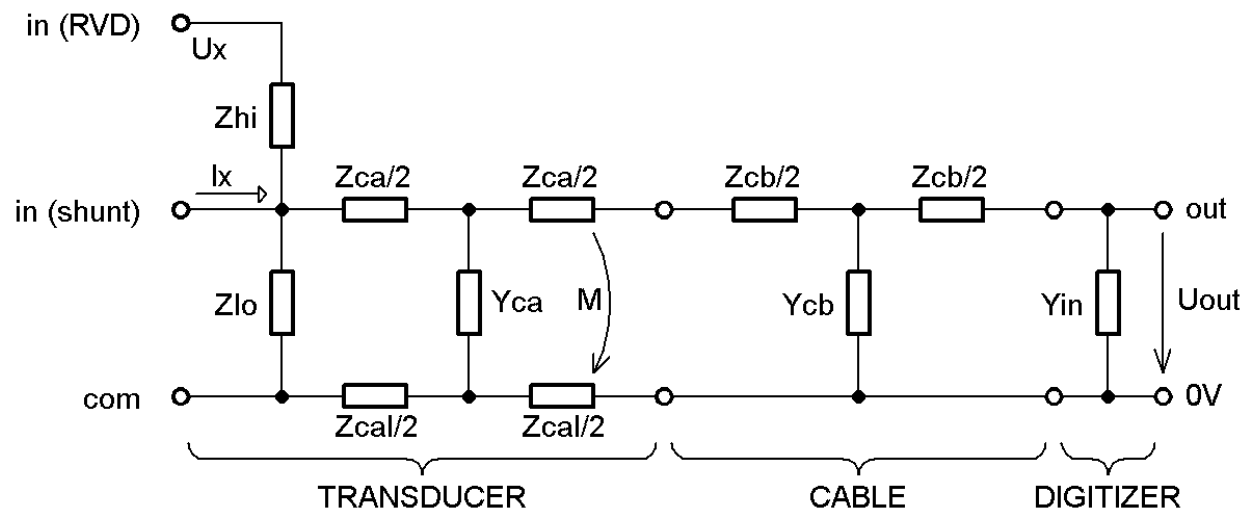 in (RVD)
Ux
Zhi
Ix
Zca/2
Zca/2
Zcb/2
Zcb/2
in (shunt)
out
Zlo
Yca
M
Ycb
Yin
Uout
com
0V
Zcal/2
Zcal/2
TRANSDUCER
CABLE
DIGITIZER